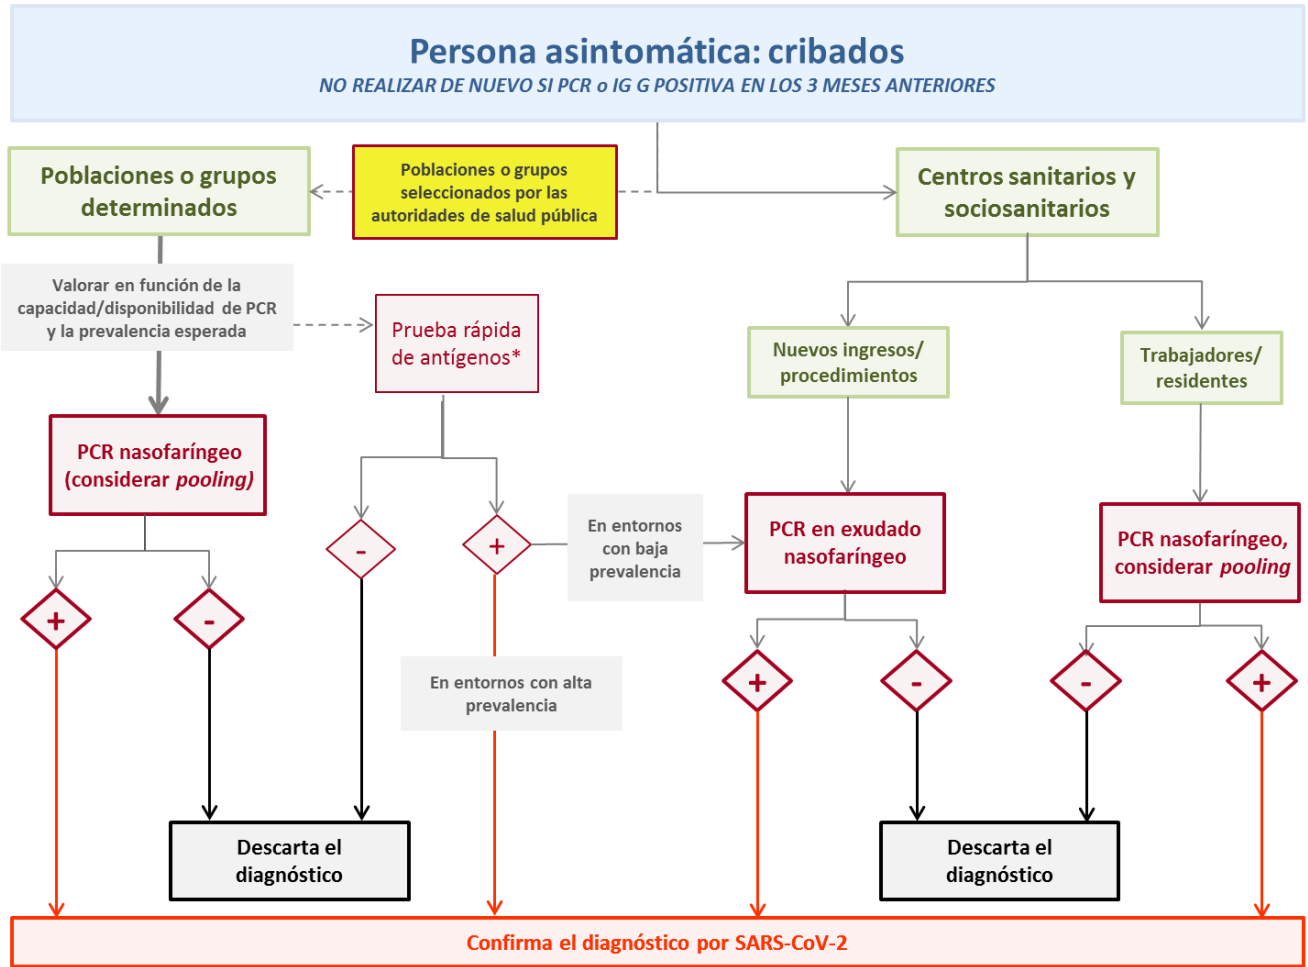 Persona asintomática: cribados
NO REALIZAR DE NUEVO SI PCR o IG G POSITIVA EN LOS 3 MESES ANTERIORES
Poblaciones o grupos
determinados
Poblaciones o grupos
seleccionados por las
autoridades de salud pública
Centros sanitarios y
sociosanitarios
Valorar en función de la
capacidad/disponibilidad de PCR
y la prevalencia esperada
Prueba rápida
de antígenos*
Nuevos ingresos/
procedimientos
Trabajadores/
residentes
PCR nasofaríngeo
(considerar pooling)
-
+
En entornos
con baja
prevalencia
PCR en exudado
nasofaríngeo
PCR nasofaríngeo,
considerar pooling
+
-
En entornos con alta
prevalencia
+
-
-
+
Descarta el
diagnóstico
Descarta el
diagnóstico
Confirma el diagnóstico por SARS-CoV-2